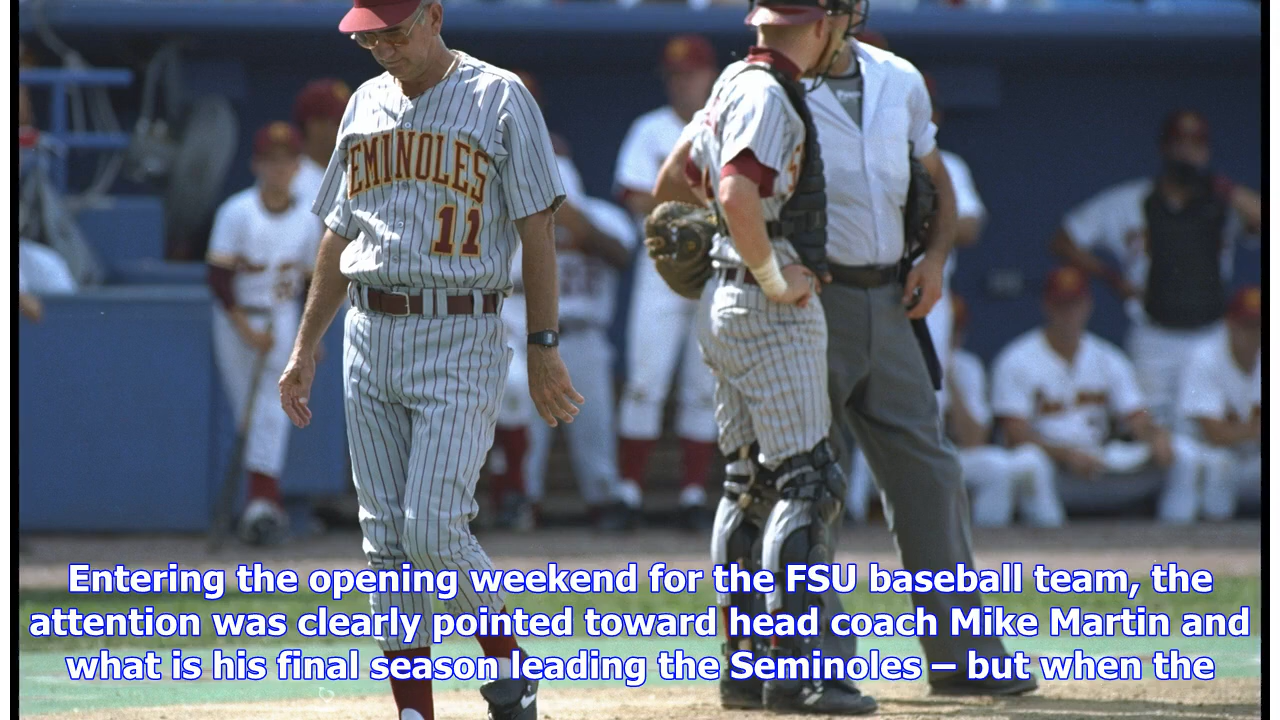 EMINOLES
11
Entering the opening weekend for the FSU baseball team, the
attention was clearly pointed toward head coach Mike Martin and
what is his final season leading the Seminoles – but when the